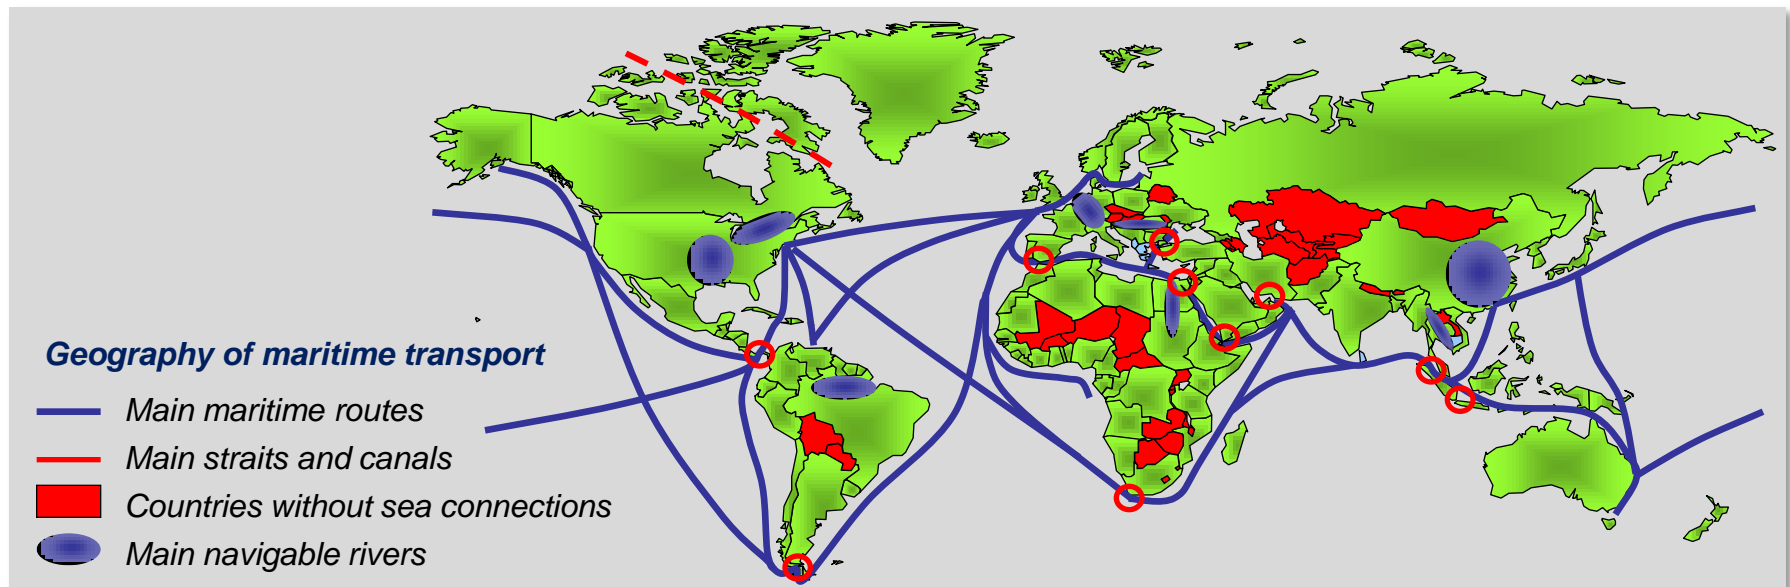 Geography of maritime transport
Main maritime routes
Main straits and canals
Countries without sea connections
Main navigable rivers